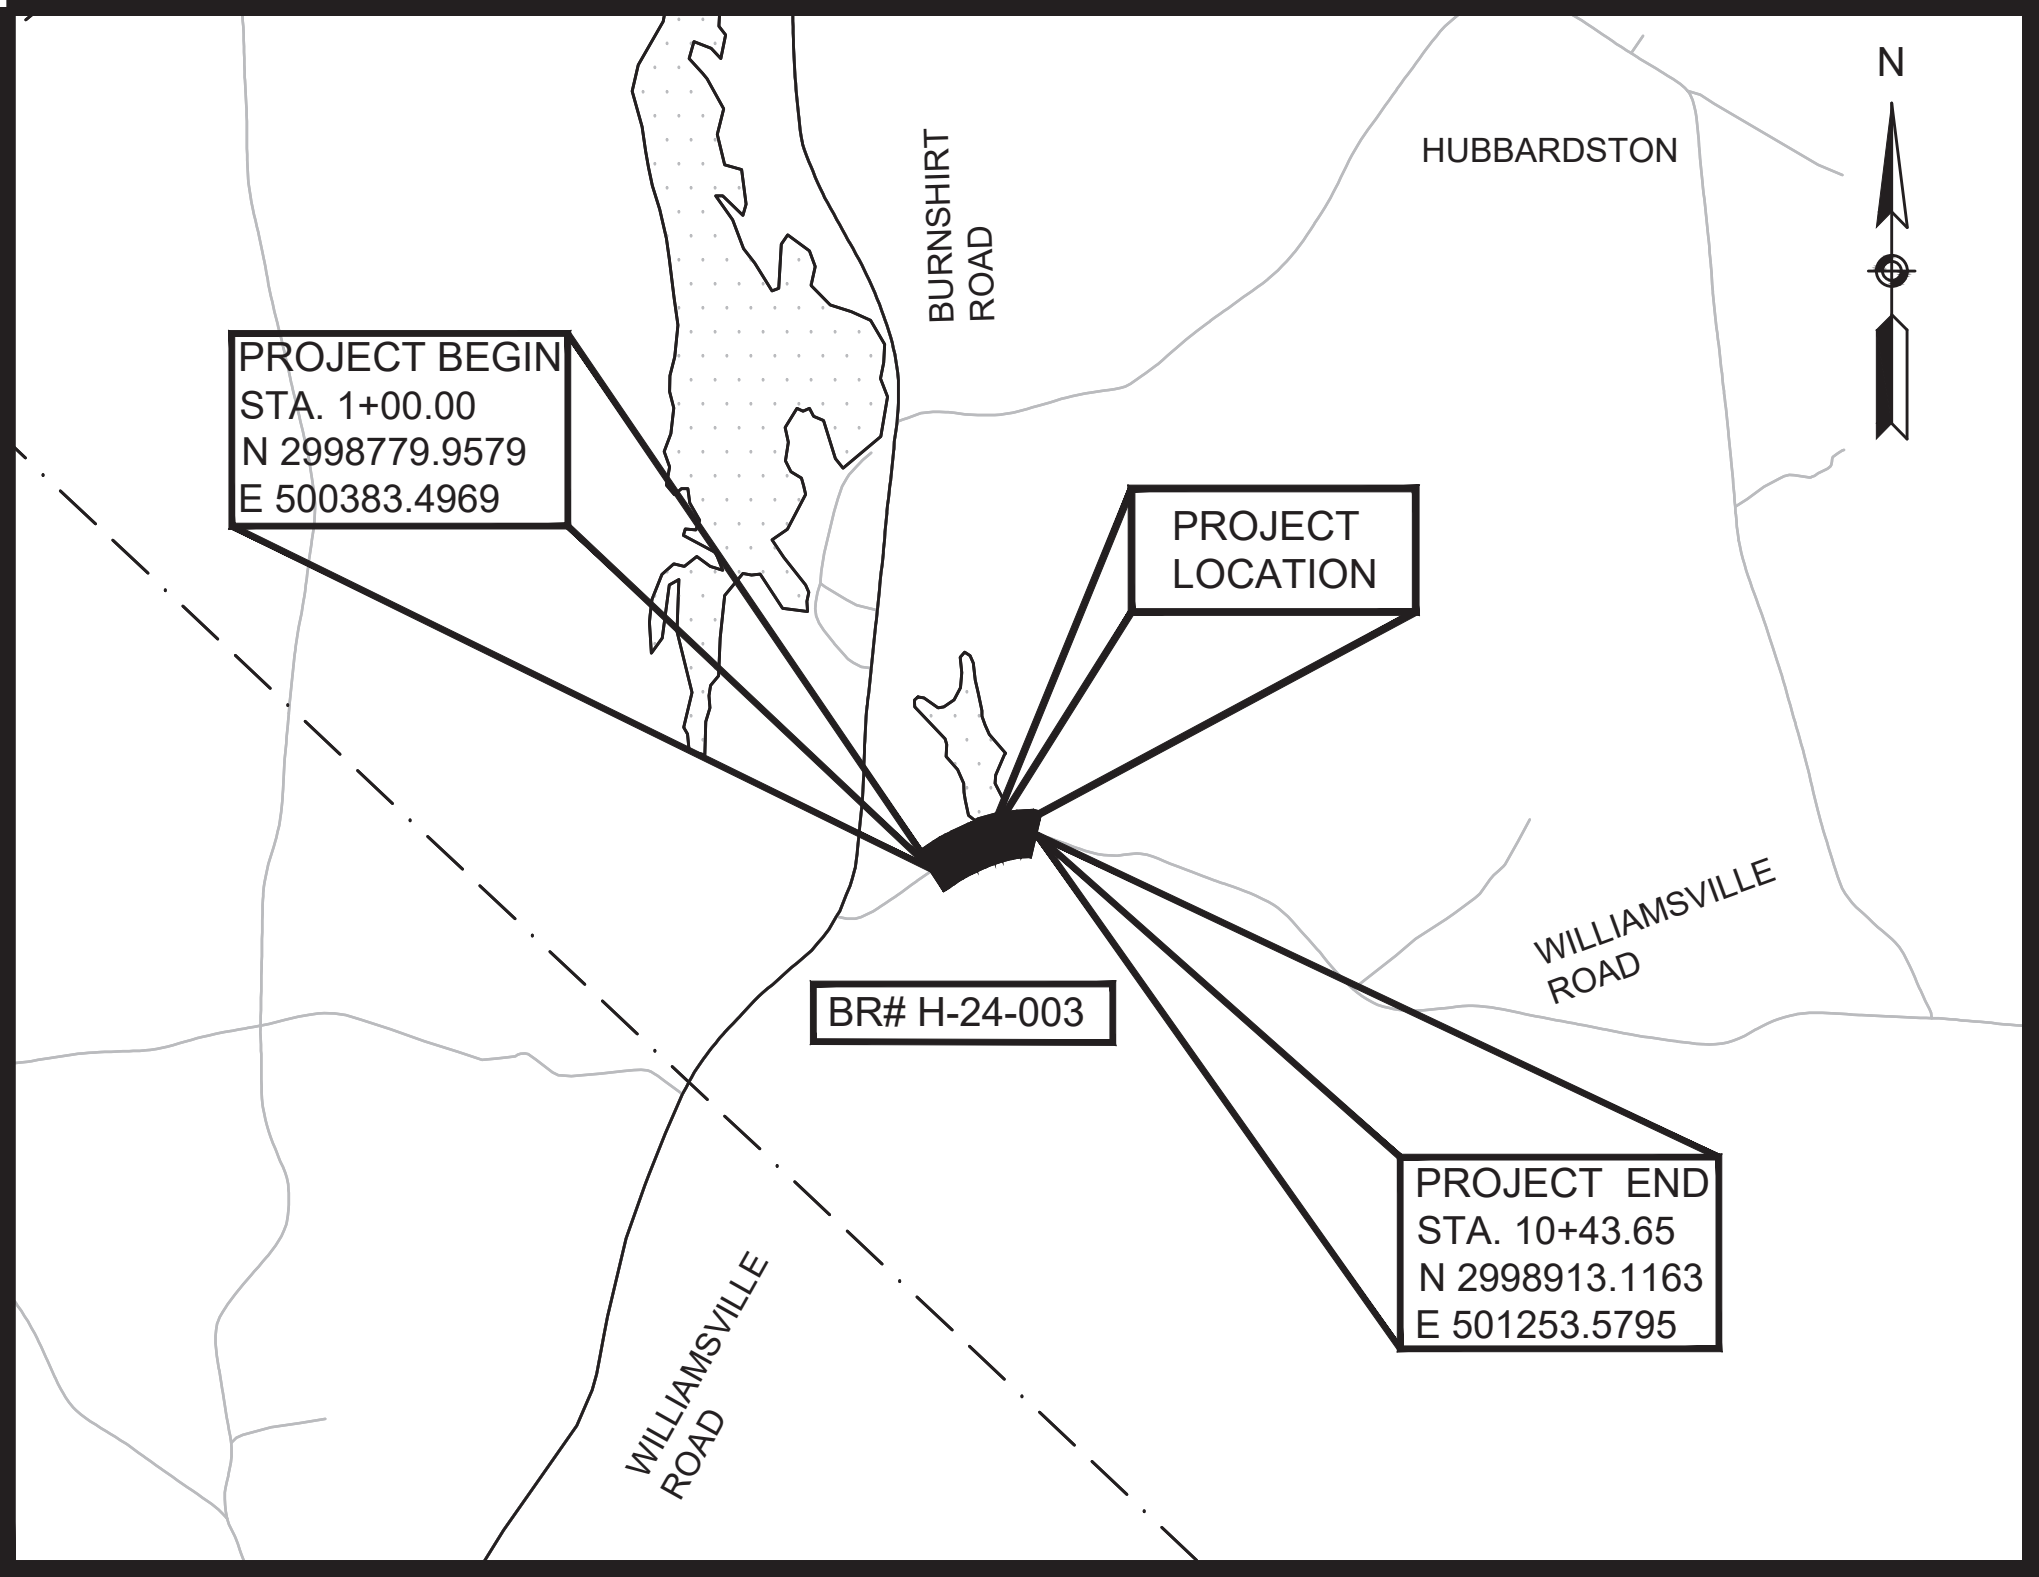 N
HUBBARDSTON
BURNSHIRT
ROAD
PROJECT BEGIN
STA. 1+00.00
N 2998779.9579
E 500383.4969
PROJECT
LOCATION
WILLIAMSVILLE
ROAD
BR# H-24-003
PROJECT END
STA. 10+43.65
N 2998913.1163
E 501253.5795
WILLIAMSVILLE
ROAD